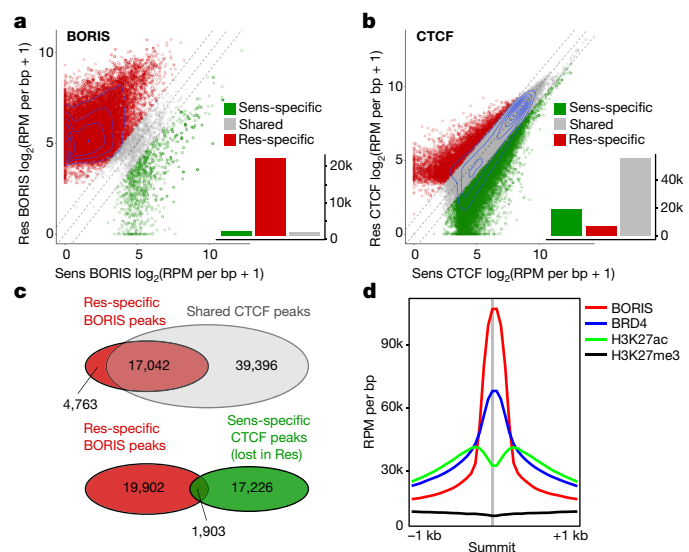 a
BORIS
Res BORIS log2(RPM per bp + 1)
10
5
0
0
5
10
Sens BORIS log2(RPM per bp + 1)
Sens-specific
Shared
Res-specific
20k
10k
0
b
CTCF
Res CTCF log2(RPM per bp + 1)
10
5
0
0
5
10
Sens CTCF log2(RPM per bp + 1)
Sens-specific
Shared
Res-specific
40k
20k
0
c
Res-specific
BORIS peaks
Shared CTCF peaks
17,042
39,396
4,763
Res-specific
BORIS peaks
Sens-specific
CTCF peaks
(lost in Res)
19,902
17,226
1,903
d
BORIS
BRD4
H3K27ac
H3K27me3
RPM per bp
90k
60k
30k
0
−1 kb
Summit
+1 kb